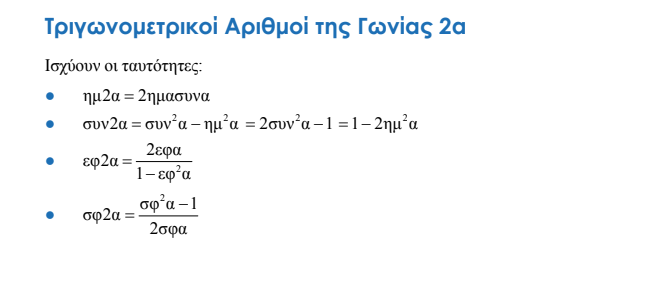 Τριγωνομετρικοί Αριθμοί της Γωνίας 2α
Ισχύουν οι ταυτότητες:
• ημ2α = 2ημασυνα
• συν2α = συν²α − ημ²α = 2συν²α − 1 = 1 − 2ημ²α
• εφ2α = 2εφα / 1 − εφ²α
• σφ2α = σφ²α − 1 / 2σφα